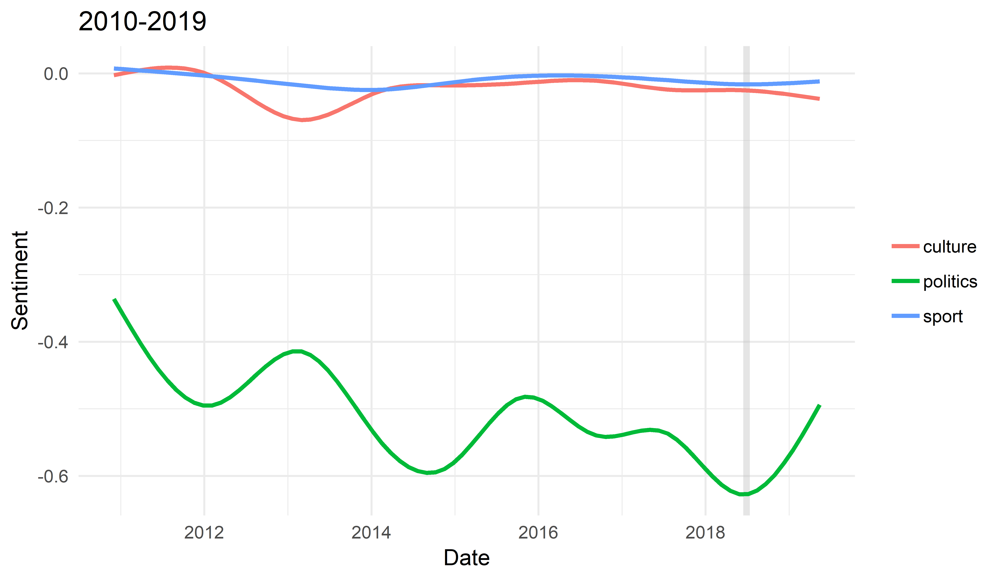 2010-2019
0.0
-0.2
-0.4
-0.6
Sentiment
2012 2014 2016 2018
Date
culture
politics
sport